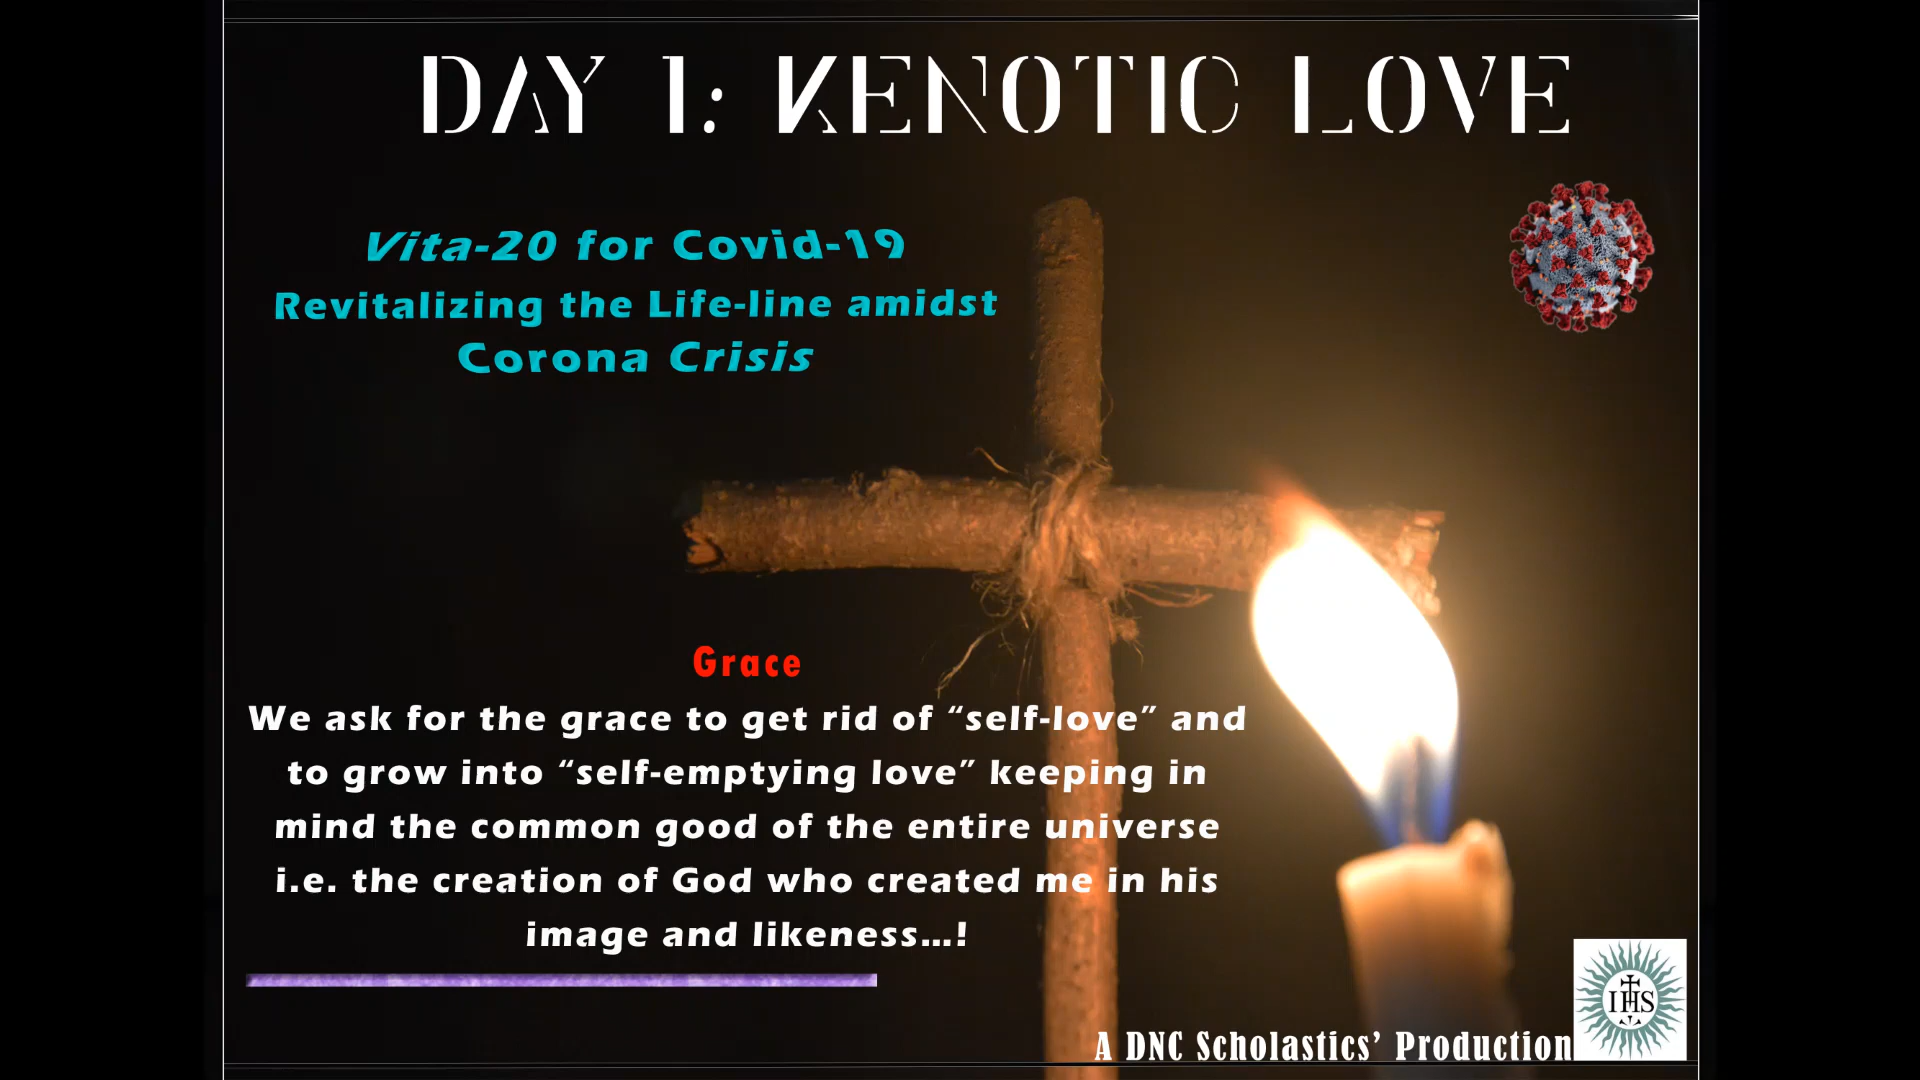 DAY 1: KENOTIC LOVE
Vita-20 for Covid-19
Revitalizing the Life-line amidst
Corona Crisis
Grace
We ask for the grace to get rid of “self-love” and
to grow into “self-emptying love” keeping in
mind the common good of the entire universe
i.e. the creation of God who created me in his
image and likeness...!
A DNC Scholastics’ Production
IHS